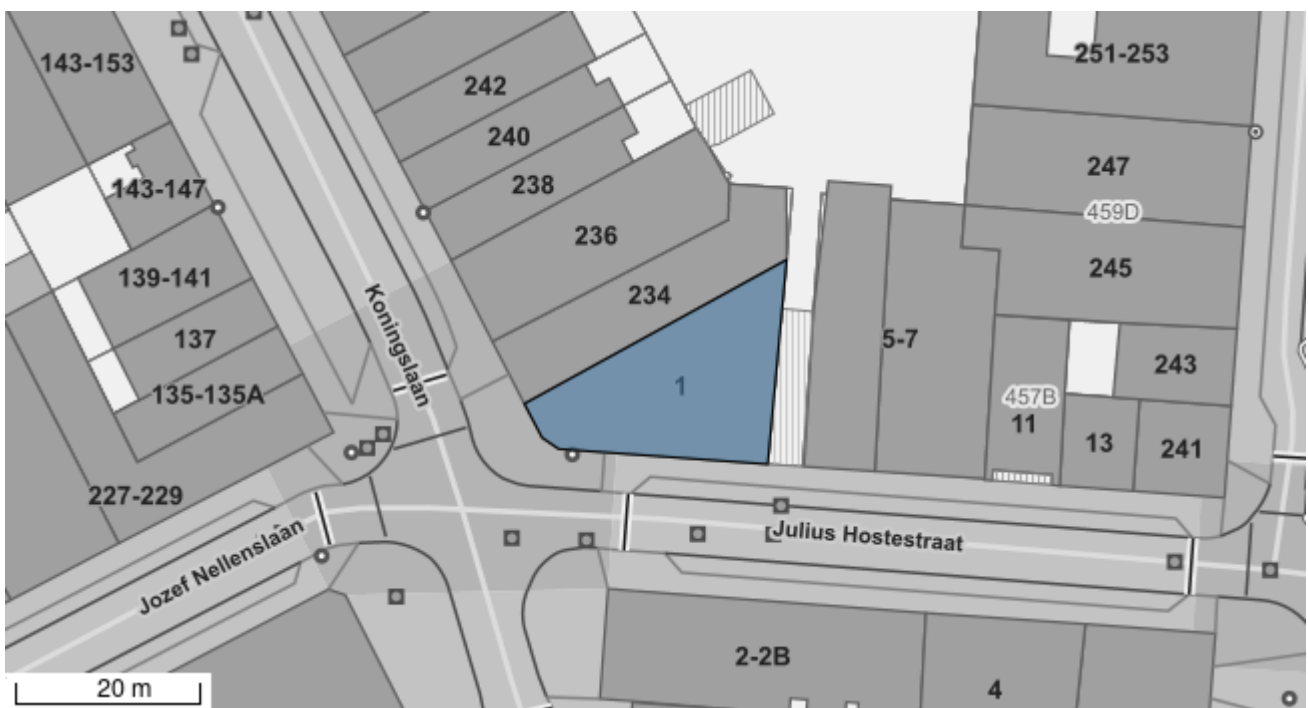 143-153
242
251-253
240
143-147
238
247
459D
236
139-141
245
Koningslaan
234
137
5-7
243
1
135-135A
457B
11
13
241
227-229
Jozef Nellenslaan
Julius Hostestraat
2-2B
4
20 m